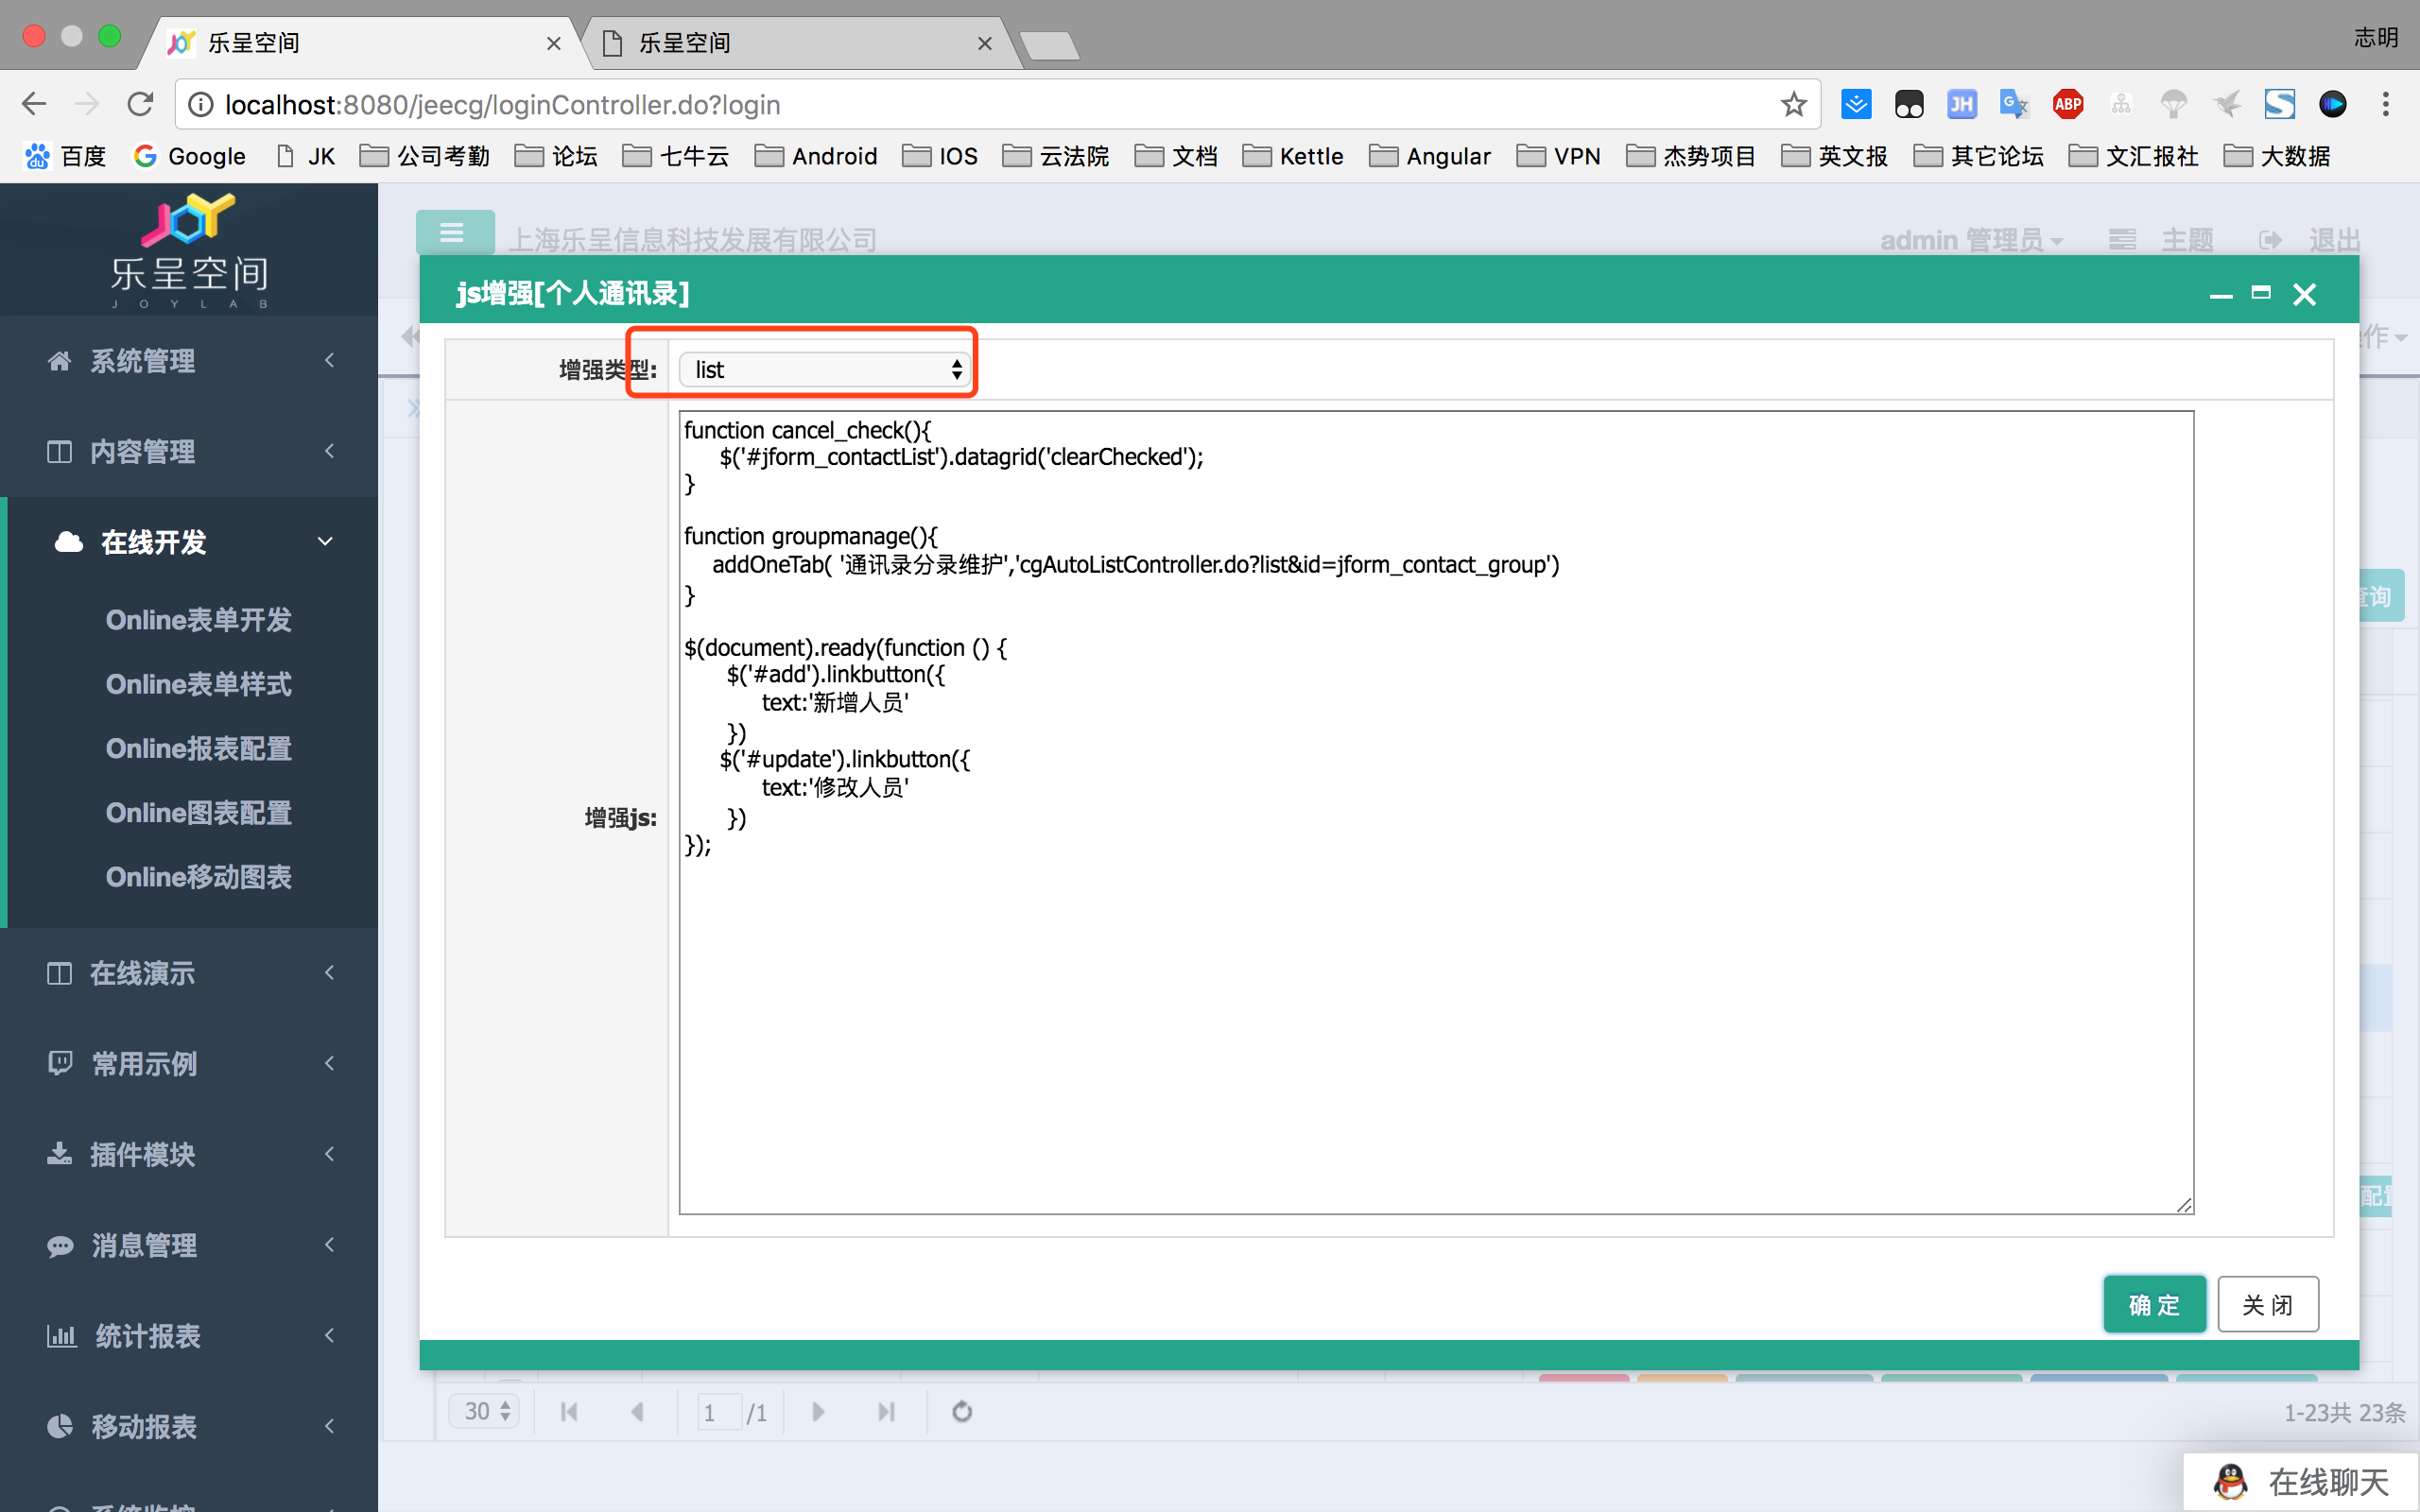 乐呈空间
乐呈空间
志明
localhost:8080/jeecg/loginController.do?login
JH
ABP
百度 Google JK 公司考勤 论坛 七牛云 Android IOS 云法院 文档 Kettle Angular VPN 杰势项目 英文报 其它论坛 文汇报社 大数据
JOY
乐呈空间
J O Y L A B
上海乐呈信息科技发展有限公司
admin 管理员 主题 退出
系统管理
内容管理
在线开发
Online表单开发
Online表单样式
Online报表配置
Online图表配置
Online移动图表
在线演示
常用示例
插件模块
消息管理
统计报表
移动报表
js增强[个人通讯录]
作
增强类型:
list
增强js:
function cancel_check(){
$('#jform_contactList').datagrid('clearChecked');
}
function groupmanage(){
addOneTab( '通讯录分录维护','cgAutoListController.do?list&id=jform_contact_group')
}
$(document).ready(function () {
$('#add').linkbutton({
text:'新增人员'
})
$('#update').linkbutton({
text:'修改人员'
})
});
查询
确 定
关 闭
30
1 /1
1-23共 23条
在线聊天